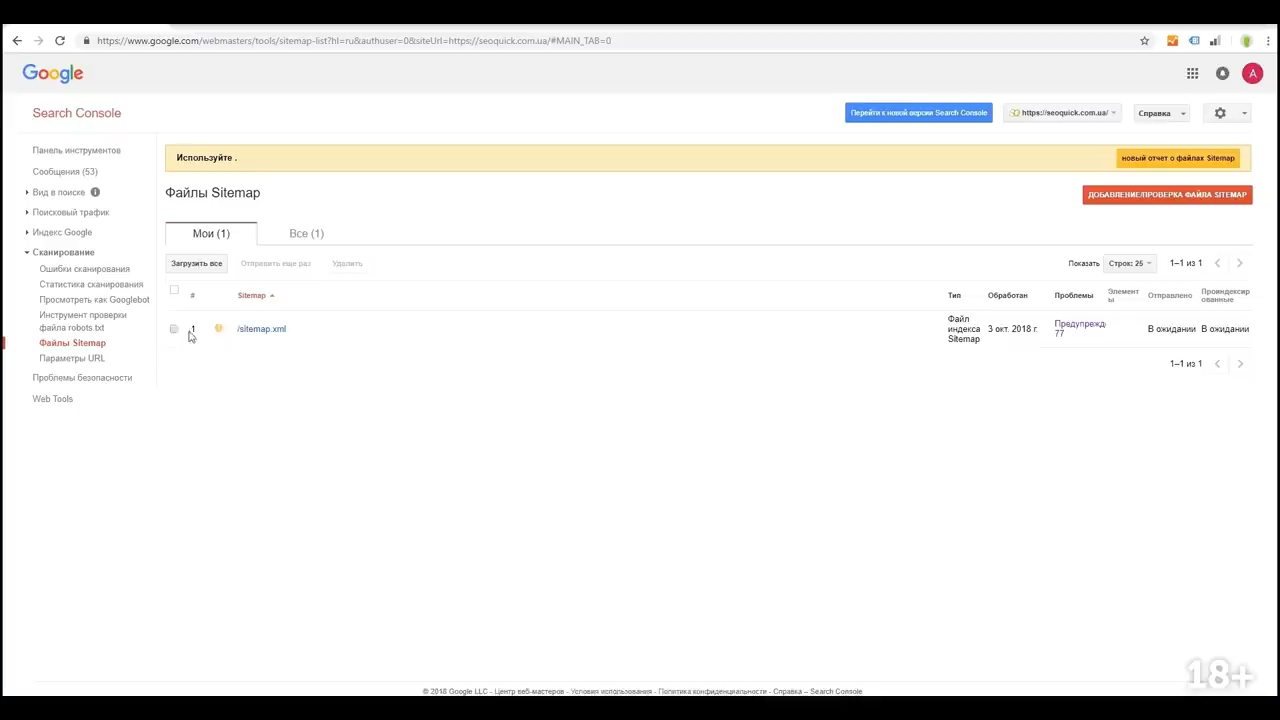 https://www.google.com/webmasters/tools/sitemap-list?hl=ru&authuser=0&siteUrl=https://seoquick.com.ua/#MAIN_TAB=0
Google
A
Search Console
Перейти к новой версии Search Console
https://seoquick.com.ua/
Справка
Панель инструментов
Сообщения (53)
Вид в поиске
Поисковый трафик
Индекс Google
Сканирование
Ошибки сканирования
Статистика сканирования
Просмотреть как Googlebot
Инструмент проверки
файла robots.txt
Файлы Sitemap
Параметры URL
Проблемы безопасности
Web Tools
Используйте .
новый отчет о файлах Sitemap
Файлы Sitemap
ДОБАВЛЕНИЕ/ПРОВЕРКА ФАЙЛА SITEMAP
Мои (1)
Все (1)
Загрузить все
Отправить еще раз
Удалить
Показать
Строк: 25
1–1 из 1
#
Sitemap
Тип
Обработан
Проблемы
Элемент
ы
Отправлено
Проиндексир
ованные
1
/sitemap.xml
Файл
индекса
Sitemap
3 окт. 2018 г.
Предупрежд
77
В ожидании
В ожидании
1–1 из 1
© 2018 Google LLC - Центр веб-мастеров - Условия использования - Политика конфиденциальности - Справка – Search Console
18+